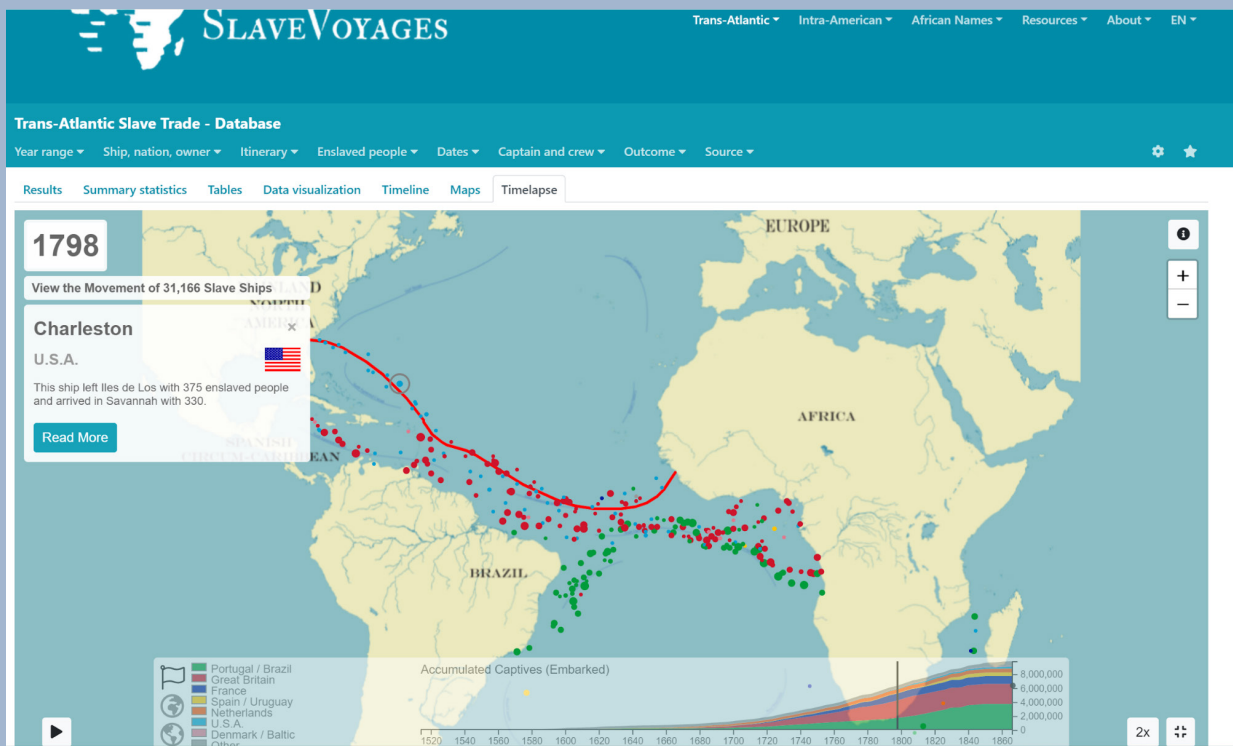 SLAVEVOYAGES
Trans-Atlantic Intra-American African Names Resources About EN
Trans-Atlantic Slave Trade - Database
Year range Ship, nation, owner Itinerary Enslaved people Dates Captain and crew Outcome Source
Results Summary statistics Tables Data visualization Timeline Maps Timelapse
1798
EUROPE
View the Movement of 31,166 Slave Ships
NORTH
AMERICA
Charleston
×
U.S.A.
This ship left Iles de Los with 375 enslaved people
and arrived in Savannah with 330.
Read More
SPANISH
CIRCUM-CARIBBEAN
AFRICA
BRAZIL
+
−
Portugal / Brazil
Great Britain
France
Spain / Uruguay
Netherlands
U.S.A.
Denmark / Baltic
Other
Accumulated Captives (Embarked)
8,000,000
6,000,000
4,000,000
2,000,000
0
1520 1540 1560 1580 1600 1620 1640 1660 1680 1700 1720 1740 1760 1780 1800 1820 1840 1860
2x